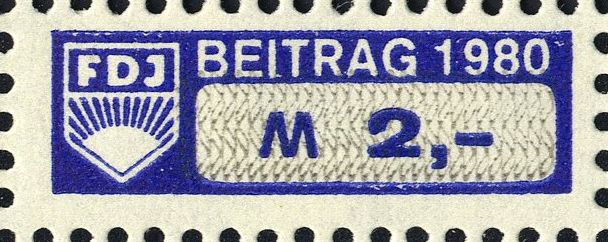 FDJ
BEITRAG 1980
M 2,-